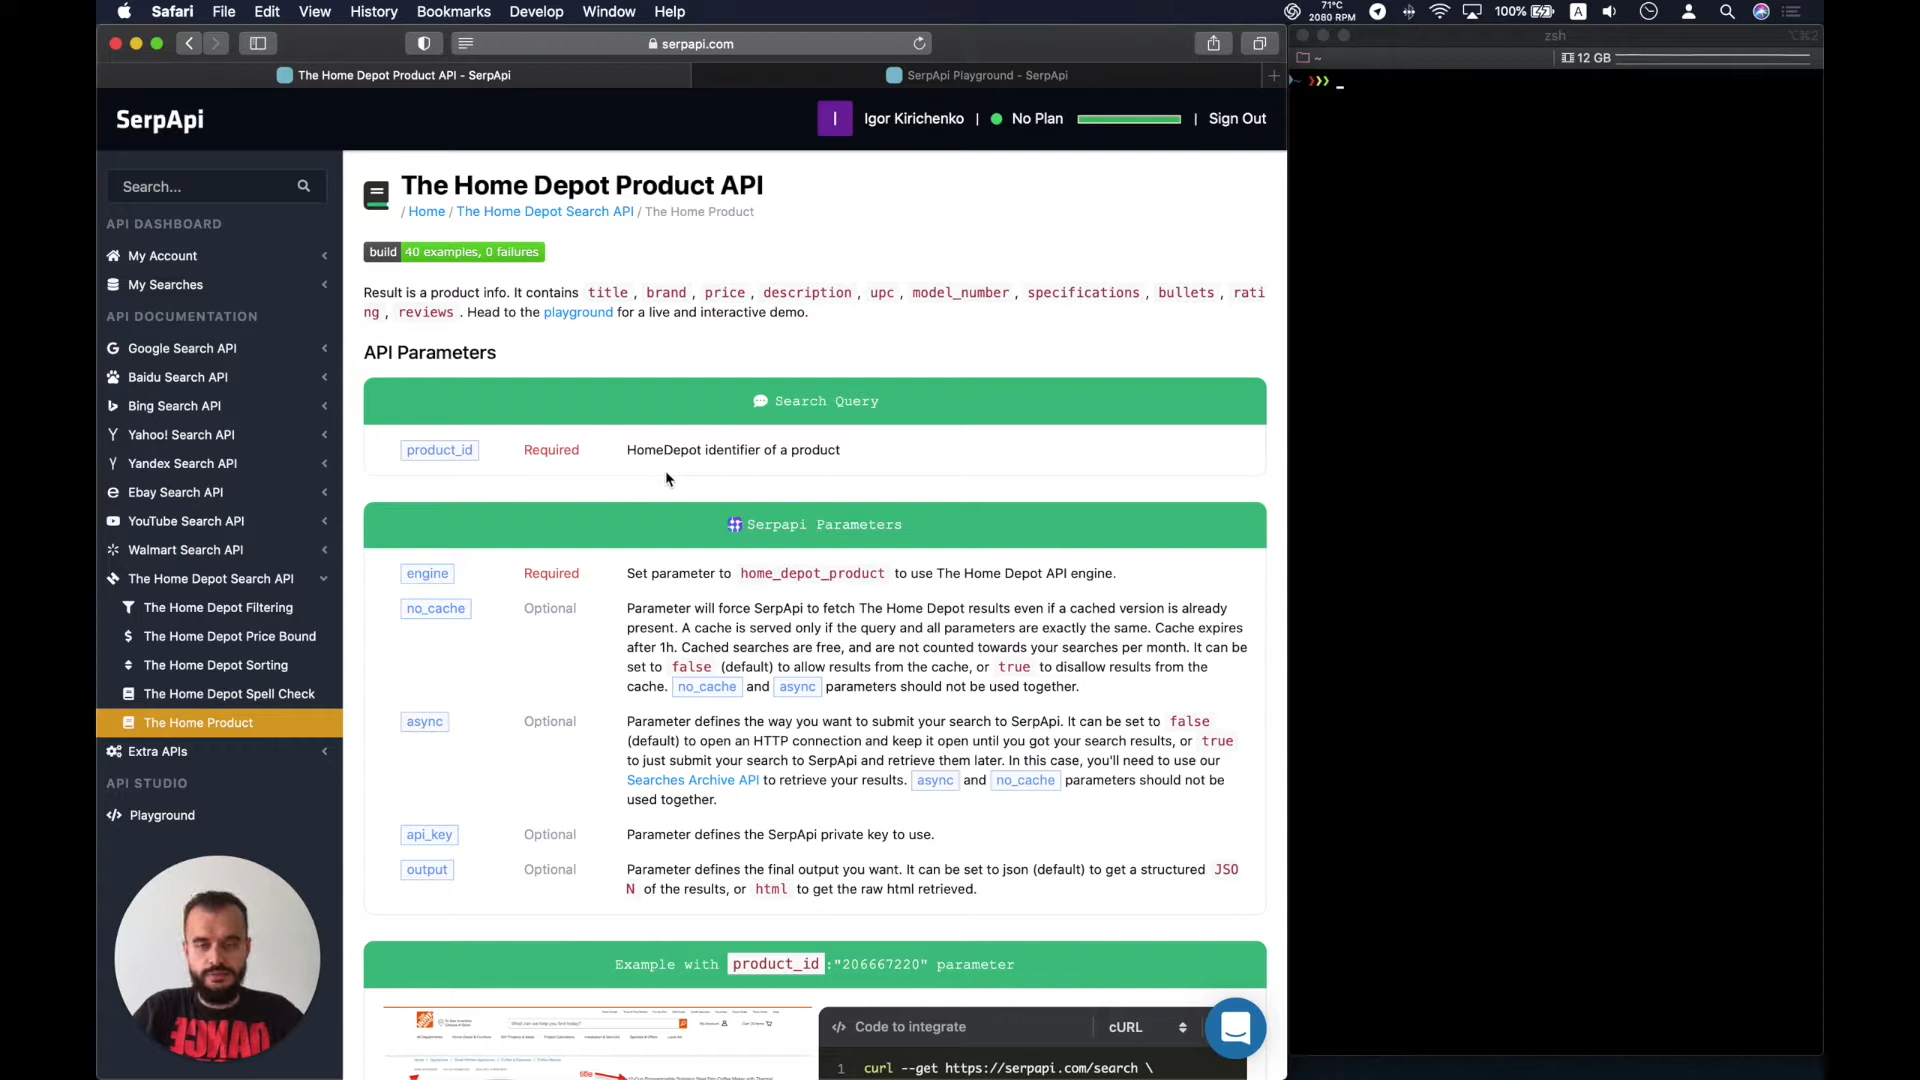 Safari File Edit View History Bookmarks Develop Window Help
71°C
2080 RPM
100%
A
serpapi.com
The Home Depot Product API - SerpApi
SerpApi Playground - SerpApi
zsh
⌥⌘2
~
12 GB
~ ❯❯❯ _
SerpApi
I
Igor Kirichenko | No Plan | Sign Out
Search...
API DASHBOARD
My Account
My Searches
API DOCUMENTATION
Google Search API
Baidu Search API
Bing Search API
Yahoo! Search API
Yandex Search API
Ebay Search API
YouTube Search API
Walmart Search API
The Home Depot Search API
The Home Depot Filtering
The Home Depot Price Bound
The Home Depot Sorting
The Home Depot Spell Check
The Home Product
Extra APIs
API STUDIO
Playground
The Home Depot Product API
/ Home / The Home Depot Search API / The Home Product
build 40 examples, 0 failures
Result is a product info. It contains title , brand , price , description , upc , model_number , specifications , bullets , rati
ng , reviews . Head to the playground for a live and interactive demo.
API Parameters
Search Query
product_id Required HomeDepot identifier of a product
Serpapi Parameters
engine Required Set parameter to home_depot_product to use The Home Depot API engine.
no_cache Optional Parameter will force SerpApi to fetch The Home Depot results even if a cached version is already
present. A cache is served only if the query and all parameters are exactly the same. Cache expires
after 1h. Cached searches are free, and are not counted towards your searches per month. It can be
set to false (default) to allow results from the cache, or true to disallow results from the
cache. no_cache and async parameters should not be used together.
async Optional Parameter defines the way you want to submit your search to SerpApi. It can be set to false
(default) to open an HTTP connection and keep it open until you got your search results, or true
to just submit your search to SerpApi and retrieve them later. In this case, you'll need to use our
Searches Archive API to retrieve your results. async and no_cache parameters should not be
used together.
api_key Optional Parameter defines the SerpApi private key to use.
output Optional Parameter defines the final output you want. It can be set to json (default) to get a structured JSO
N of the results, or html to get the raw html retrieved.
Example with product_id:"206667220" parameter
What can we help you find today?
title
Code to integrate
cURL
1 curl --get https://serpapi.com/search \